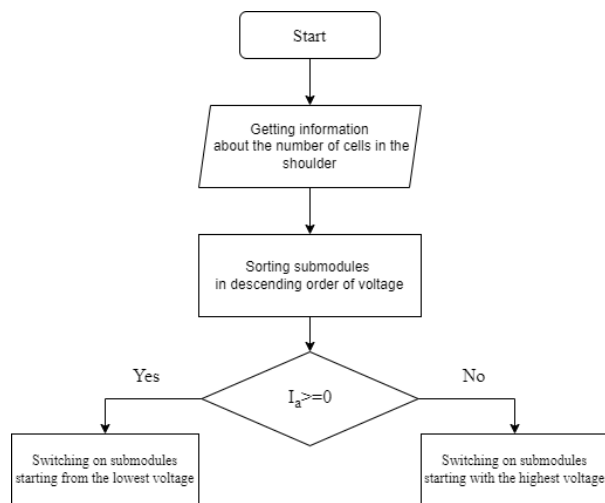 Start
Getting information
about the number of cells in the
shoulder
Sorting submodules
in descending order of voltage
Yes
I_a>=0
No
Switching on submodules
starting from the lowest voltage
Switching on submodules
starting with the highest voltage